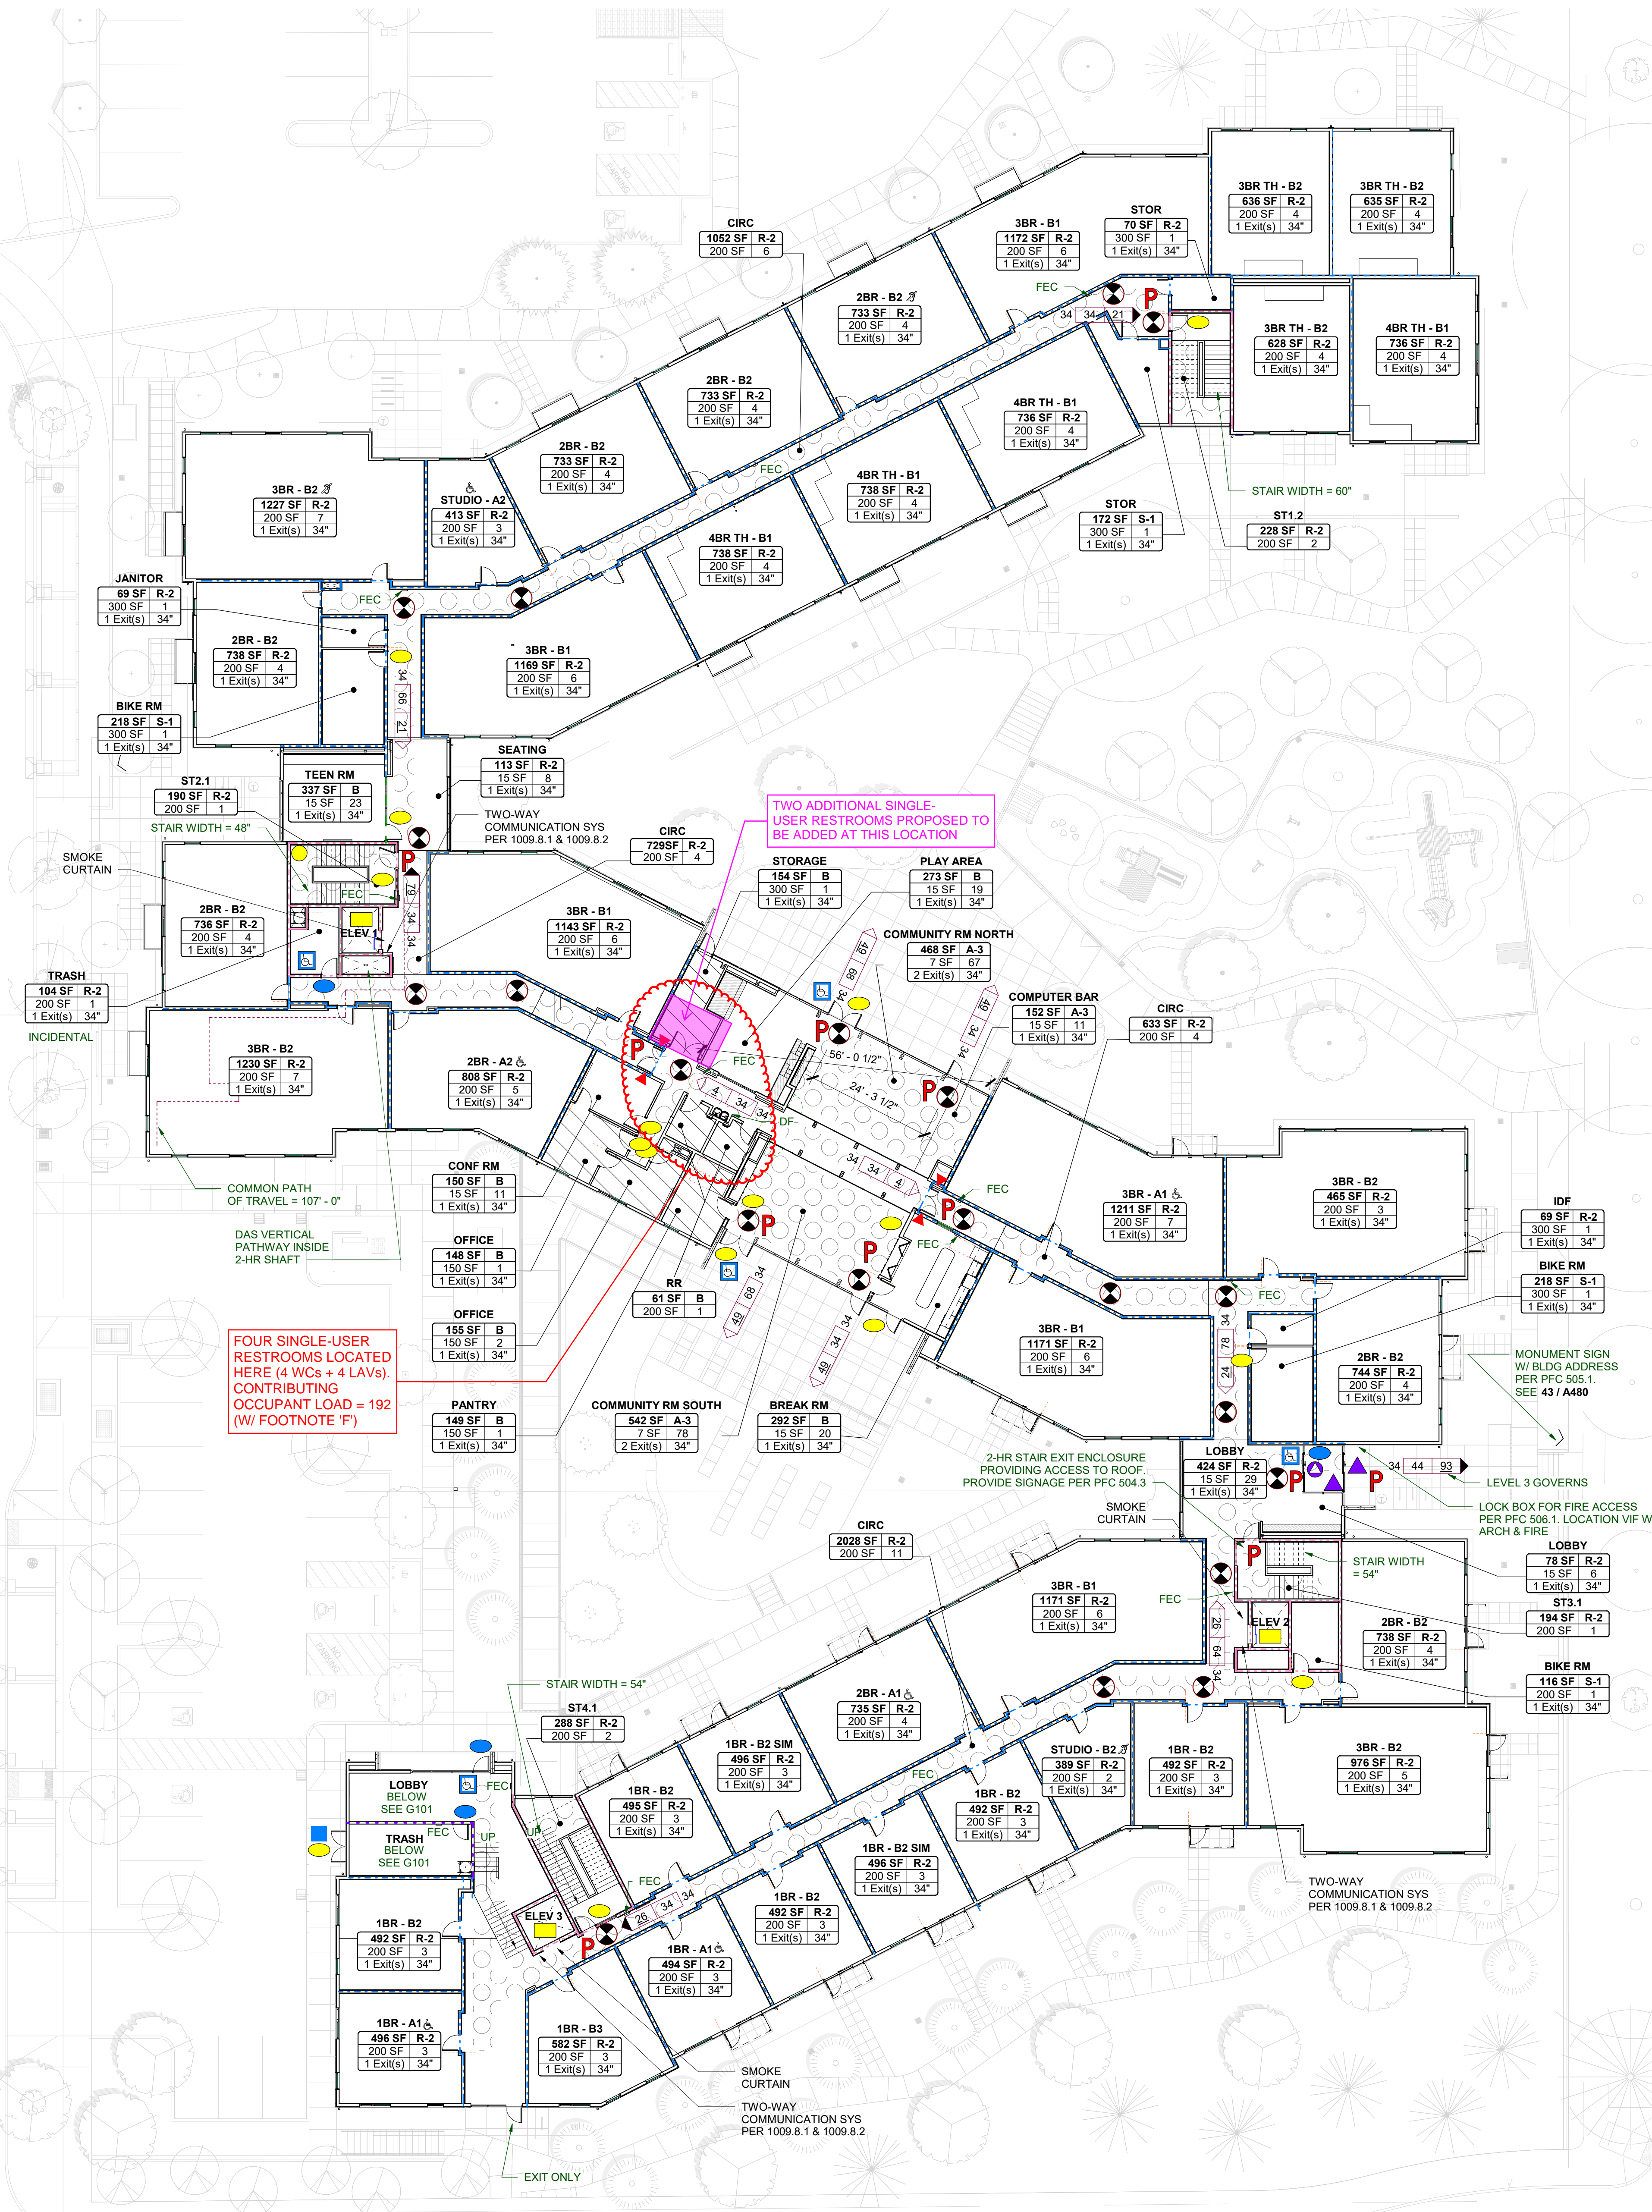 NO
PARKING
NO
PARKING
CIRC
1052 SF R-2
200 SF 6
3BR - B1
1172 SF R-2
200 SF 6
1 Exit(s) 34"
STOR
70 SF R-2
300 SF 1
1 Exit(s) 34"
3BR TH - B2
636 SF R-2
200 SF 4
1 Exit(s) 34"
3BR TH - B2
635 SF R-2
200 SF 4
1 Exit(s) 34"
FEC
P
34 34 21
2BR - B2
733 SF R-2
200 SF 4
1 Exit(s) 34"
3BR TH - B2
628 SF R-2
200 SF 4
1 Exit(s) 34"
4BR TH - B1
736 SF R-2
200 SF 4
1 Exit(s) 34"
2BR - B2
733 SF R-2
200 SF 4
1 Exit(s) 34"
4BR TH - B1
736 SF R-2
200 SF 4
1 Exit(s) 34"
2BR - B2
733 SF R-2
200 SF 4
1 Exit(s) 34"
FEC
4BR TH - B1
738 SF R-2
200 SF 4
1 Exit(s) 34"
STAIR WIDTH = 60"
3BR - B2
1227 SF R-2
200 SF 7
1 Exit(s) 34"
STUDIO - A2
413 SF R-2
200 SF 3
1 Exit(s) 34"
STOR
172 SF S-1
300 SF 1
1 Exit(s) 34"
ST1.2
228 SF R-2
200 SF 2
4BR TH - B1
738 SF R-2
200 SF 4
1 Exit(s) 34"
JANITOR
69 SF R-2
300 SF 1
1 Exit(s) 34"
FEC
2BR - B2
738 SF R-2
200 SF 4
1 Exit(s) 34"
3BR - B1
1169 SF R-2
200 SF 6
1 Exit(s) 34"
34 66 21
BIKE RM
218 SF S-1
300 SF 1
1 Exit(s) 34"
SEATING
113 SF R-2
15 SF 8
1 Exit(s) 34"
TEEN RM
337 SF B
15 SF 23
1 Exit(s) 34"
ST2.1
190 SF R-2
200 SF 1
STAIR WIDTH = 48"
TWO-WAY
COMMUNICATION SYS
PER 1009.8.1 & 1009.8.2
TWO ADDITIONAL SINGLE-
USER RESTROOMS PROPOSED TO
BE ADDED AT THIS LOCATION
SMOKE
CURTAIN
CIRC
729SF R-2
200 SF 4
P
FEC
79 34 34
STORAGE
154 SF B
300 SF 1
1 Exit(s) 34"
PLAY AREA
273 SF B
15 SF 19
1 Exit(s) 34"
2BR - B2
736 SF R-2
200 SF 4
1 Exit(s) 34"
ELEV 1
3BR - B1
1143 SF R-2
200 SF 6
1 Exit(s) 34"
COMMUNITY RM NORTH
468 SF A-3
7 SF 67
2 Exit(s) 34"
49 68 34
TRASH
104 SF R-2
200 SF 1
1 Exit(s) 34"
INCIDENTAL
COMPUTER BAR
152 SF A-3
15 SF 11
1 Exit(s) 34"
49 34 34
CIRC
633 SF R-2
200 SF 4
3BR - B2
1230 SF R-2
200 SF 7
1 Exit(s) 34"
2BR - A2
808 SF R-2
200 SF 5
1 Exit(s) 34"
P
FEC
P
56' - 0 1/2"
24' - 3 1/2"
P
4 34 34
DF
COMMON PATH
OF TRAVEL = 107' - 0"
CONF RM
150 SF B
15 SF 11
1 Exit(s) 34"
34 34 4
FEC
P
FEC
3BR - A1
1211 SF R-2
200 SF 7
1 Exit(s) 34"
3BR - B2
465 SF R-2
200 SF 3
1 Exit(s) 34"
IDF
69 SF R-2
300 SF 1
1 Exit(s) 34"
DAS VERTICAL
PATHWAY INSIDE
2-HR SHAFT
OFFICE
148 SF B
150 SF 1
1 Exit(s) 34"
P
P
RR
61 SF B
200 SF 1
49 68 34
49 34 34
BIKE RM
218 SF S-1
300 SF 1
1 Exit(s) 34"
FEC
34 78 24
OFFICE
155 SF B
150 SF 2
1 Exit(s) 34"
FOUR SINGLE-USER
RESTROOMS LOCATED
HERE (4 WCs + 4 LAVs).
CONTRIBUTING
OCCUPANT LOAD = 192
(W/ FOOTNOTE 'F')
3BR - B1
1171 SF R-2
200 SF 6
1 Exit(s) 34"
2BR - B2
744 SF R-2
200 SF 4
1 Exit(s) 34"
MONUMENT SIGN
W/ BLDG ADDRESS
PER PFC 505.1.
SEE 43 / A480
PANTRY
149 SF B
150 SF 1
1 Exit(s) 34"
COMMUNITY RM SOUTH
542 SF A-3
7 SF 78
2 Exit(s) 34"
BREAK RM
292 SF B
15 SF 20
1 Exit(s) 34"
2-HR STAIR EXIT ENCLOSURE
PROVIDING ACCESS TO ROOF.
PROVIDE SIGNAGE PER PFC 504.3
LOBBY
424 SF R-2
15 SF 29
1 Exit(s) 34"
P
P
34 44 93
LEVEL 3 GOVERNS
LOCK BOX FOR FIRE ACCESS
PER PFC 506.1. LOCATION VIF W
ARCH & FIRE
SMOKE
CURTAIN
CIRC
2028 SF R-2
200 SF 11
P
STAIR WIDTH
= 54"
LOBBY
78 SF R-2
15 SF 6
1 Exit(s) 34"
3BR - B1
1171 SF R-2
200 SF 6
1 Exit(s) 34"
FEC
26 64 34
ELEV 2
2BR - B2
738 SF R-2
200 SF 4
1 Exit(s) 34"
ST3.1
194 SF R-2
200 SF 1
BIKE RM
116 SF S-1
200 SF 1
1 Exit(s) 34"
STAIR WIDTH = 54"
ST4.1
288 SF R-2
200 SF 2
2BR - A1
735 SF R-2
200 SF 4
1 Exit(s) 34"
1BR - B2 SIM
496 SF R-2
200 SF 3
1 Exit(s) 34"
STUDIO - B2
389 SF R-2
200 SF 2
1 Exit(s) 34"
1BR - B2
492 SF R-2
200 SF 3
1 Exit(s) 34"
3BR - B2
976 SF R-2
200 SF 5
1 Exit(s) 34"
LOBBY
BELOW
SEE G101
FEC
FEC
1BR - B2
495 SF R-2
200 SF 3
1 Exit(s) 34"
1BR - B2
492 SF R-2
200 SF 3
1 Exit(s) 34"
TRASH
BELOW
SEE G101
FEC
UP
UP
1BR - B2 SIM
496 SF R-2
200 SF 3
1 Exit(s) 34"
FEC
TWO-WAY
COMMUNICATION SYS
PER 1009.8.1 & 1009.8.2
1BR - B2
492 SF R-2
200 SF 3
1 Exit(s) 34"
ELEV 3
26 34 34
P
1BR - B2
492 SF R-2
200 SF 3
1 Exit(s) 34"
1BR - A1
494 SF R-2
200 SF 3
1 Exit(s) 34"
1BR - A1
496 SF R-2
200 SF 3
1 Exit(s) 34"
1BR - B3
582 SF R-2
200 SF 3
1 Exit(s) 34"
SMOKE
CURTAIN
TWO-WAY
COMMUNICATION SYS
PER 1009.8.1 & 1009.8.2
EXIT ONLY